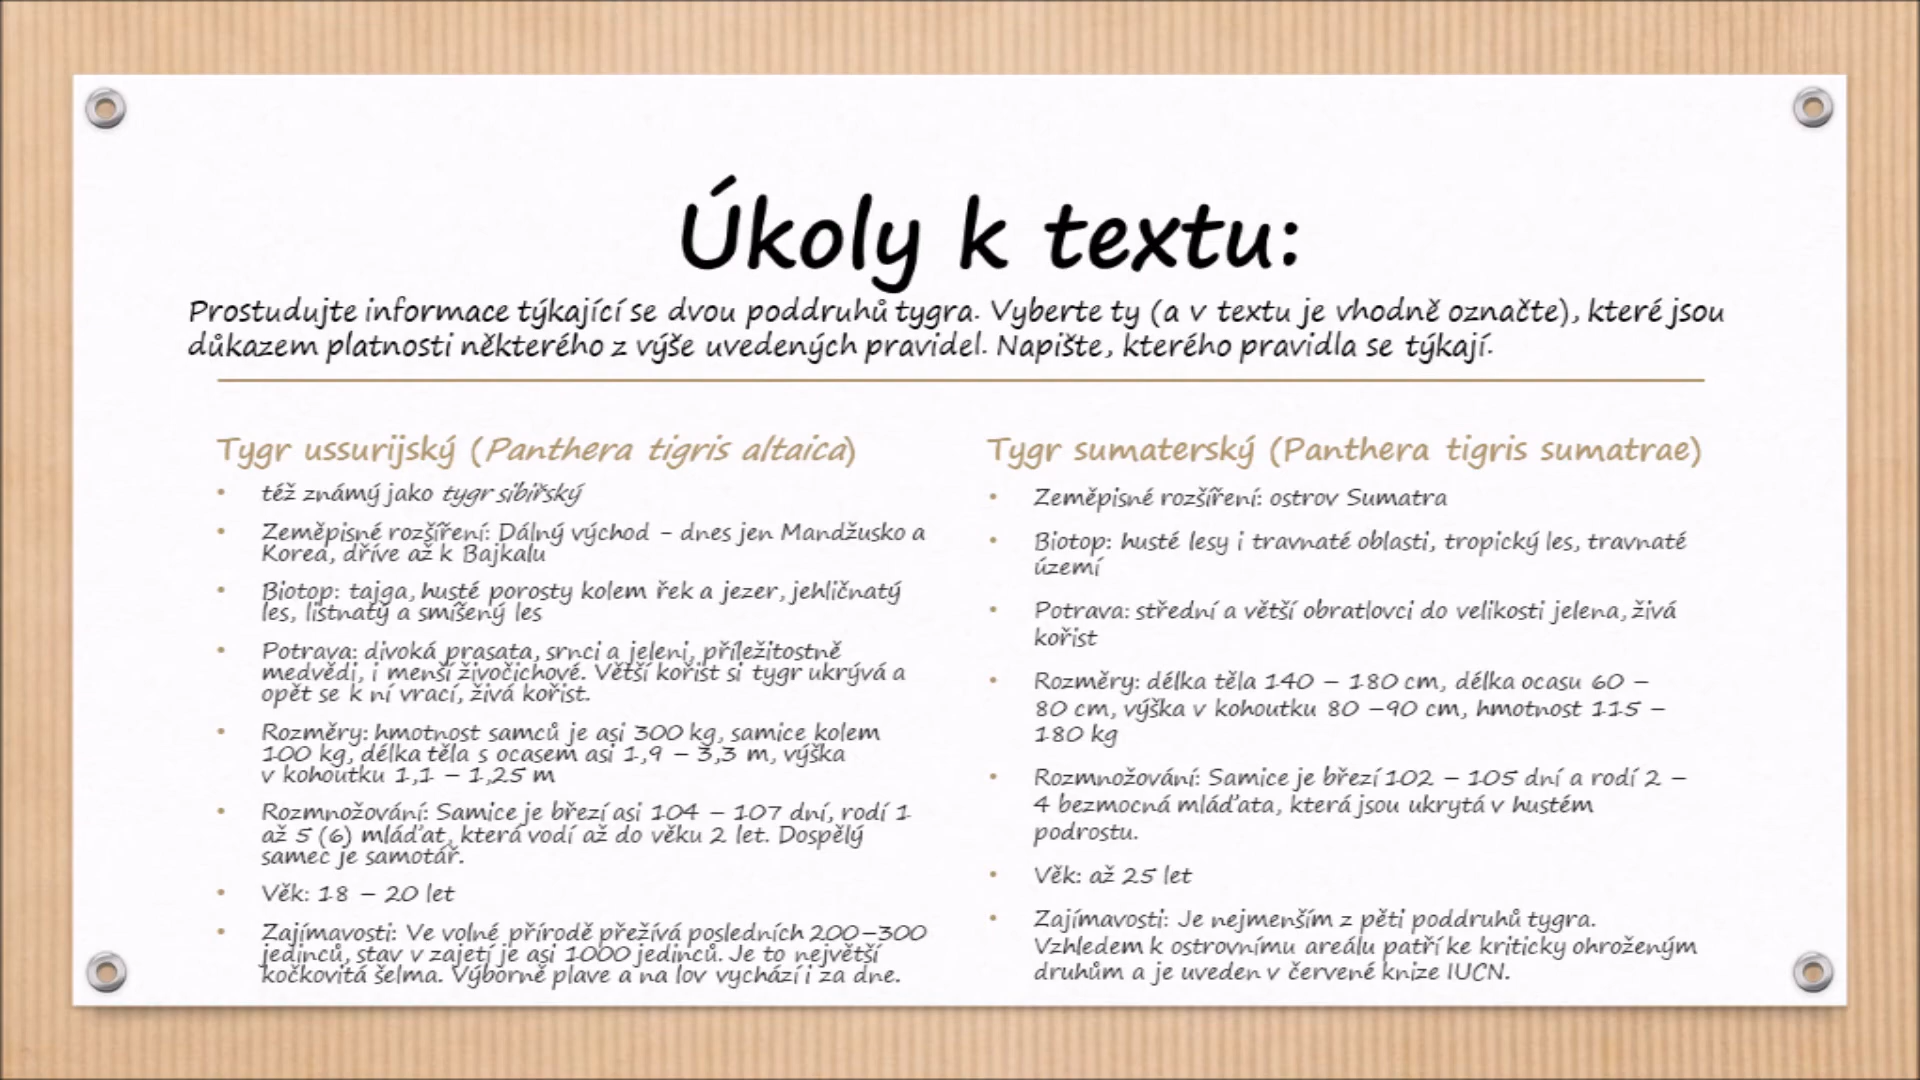 Úkoly k textu:
Prostudujte informace týkající se dvou poddruhů tygra. Vyberte ty (a v textu je vhodně označte), které jsou
důkazem platnosti některého z výše uvedených pravidel. Napište, kterého pravidla se týkají.
Tygr ussurijský (Panthera tigris altaica)
• též známý jako tygr sibiřský
• Zeměpisné rozšíření: Dálný východ - dnes jen Mandžusko a
Korea, dříve až k Bajkalu
• Biotop: tajga, husté porosty kolem řek a jezer, jehličnatý
les, listnatý a smíšený les
• Potrava: divoká prasata, srnci a jeleni, příležitostně
medvědi, i menší živočichové. Větší kořist si tygr ukrývá a
opět se k ní vrací, živá kořist.
• Rozměry: hmotnost samců je asi 300 kg, samice kolem
100 kg, délka těla s ocasem asi 1,9 – 3,3 m, výška
v kohoutku 1,1 – 1,25 m
• Rozmnožování: Samice je březí asi 104 – 107 dní, rodí 1
až 5 (6) mláďat, která vodí až do věku 2 let. Dospělý
samec je samotář.
• Věk: 18 – 20 let
• Zajímavosti: Ve volné přírodě přežívá posledních 200–300
jedinců, stav v zajetí je asi 1000 jedinců. Je to největší
kočkovitá šelma. Výborně plave a na lov vychází i za dne.
Tygr sumaterský (Panthera tigris sumatrae)
• Zeměpisné rozšíření: ostrov Sumatra
• Biotop: husté lesy i travnaté oblasti, tropický les, travnaté
území
• Potrava: střední a větší obratlovci do velikosti jelena, živá
kořist
• Rozměry: délka těla 140 – 180 cm, délka ocasu 60 –
80 cm, výška v kohoutku 80 –90 cm, hmotnost 115 –
180 kg
• Rozmnožování: Samice je březí 102 – 105 dní a rodí 2 –
4 bezmocná mláďata, která jsou ukrytá v hustém
podrostu.
• Věk: až 25 let
• Zajímavosti: Je nejmenším z pěti poddruhů tygra.
Vzhledem k ostrovnímu areálu patří ke kriticky ohroženým
druhům a je uveden v červené knize IUCN.